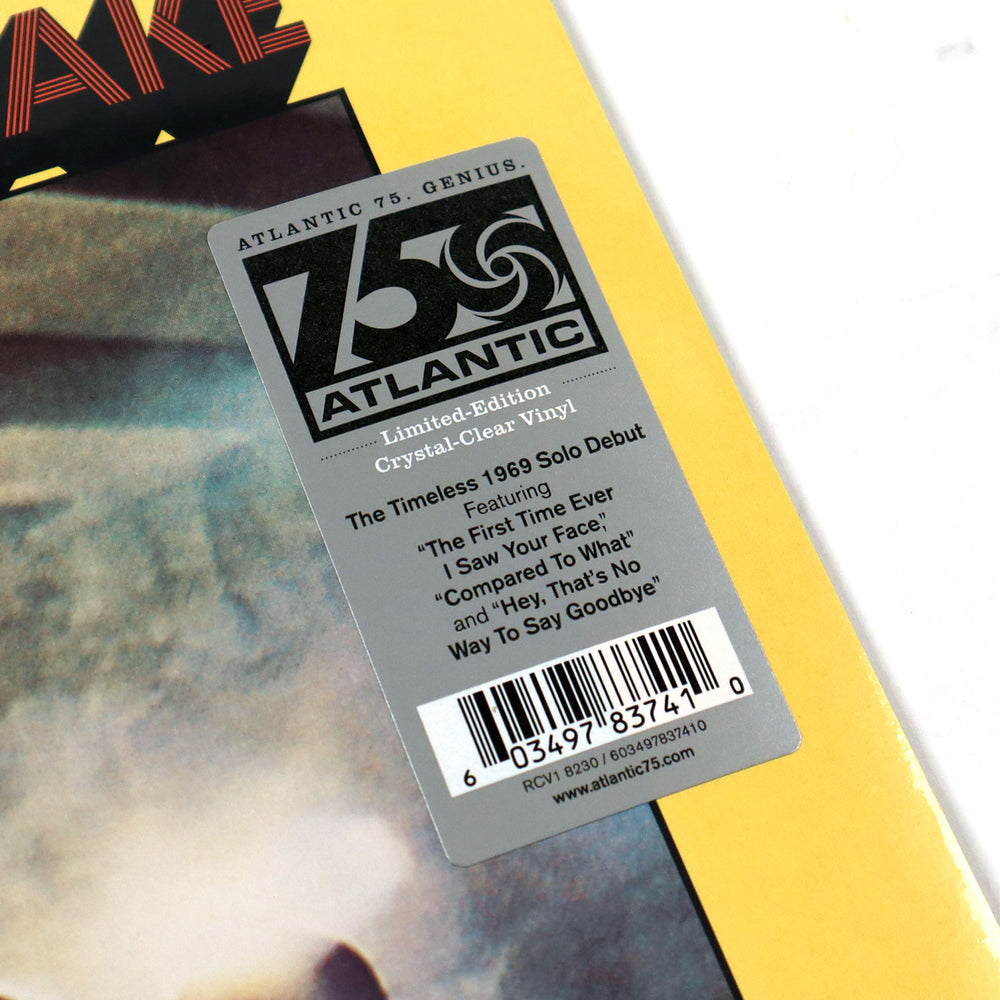 AKE
ATLANTIC 75. GENIUS.
75
ATLANTIC
Limited-Edition
Crystal-Clear Vinyl
The Timeless 1969 Solo Debut
Featuring
“The First Time Ever
I Saw Your Face,”
“Compared To What”
and “Hey, That’s No
Way To Say Goodbye”
6 03497 83741 0
RCV1 8230 / 603497837410
www.atlantic75.com